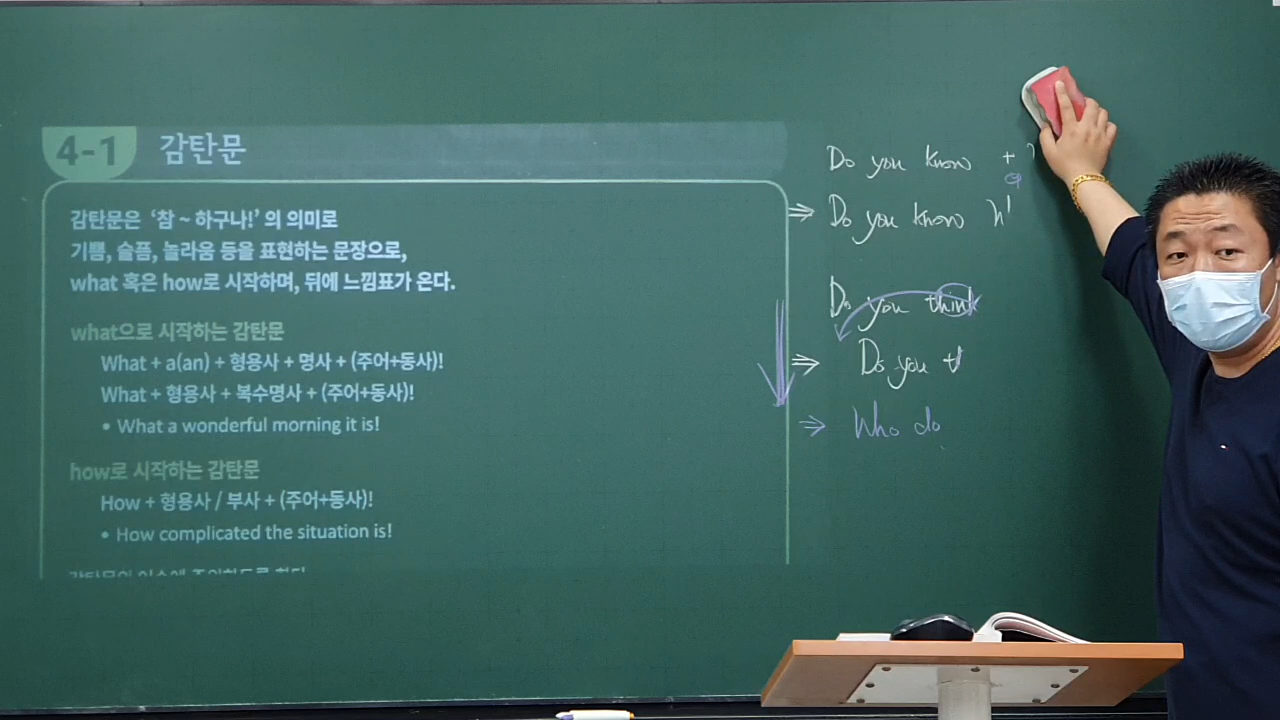 4-1 감탄문
감탄문은 ‘참 ~ 하구나!’ 의 의미로
기쁨, 슬픔, 놀라움 등을 표현하는 문장으로,
what 혹은 how로 시작하며, 뒤에 느낌표가 온다.
what으로 시작하는 감탄문
What + a(an) + 형용사 + 명사 + (주어+동사)!
What + 형용사 + 복수명사 + (주어+동사)!
• What a wonderful morning it is!
how로 시작하는 감탄문
How + 형용사 / 부사 + (주어+동사)!
• How complicated the situation is!
Do you know +
⇒ Do you know
Do you think
⇒ Do you t
⇒ Who do